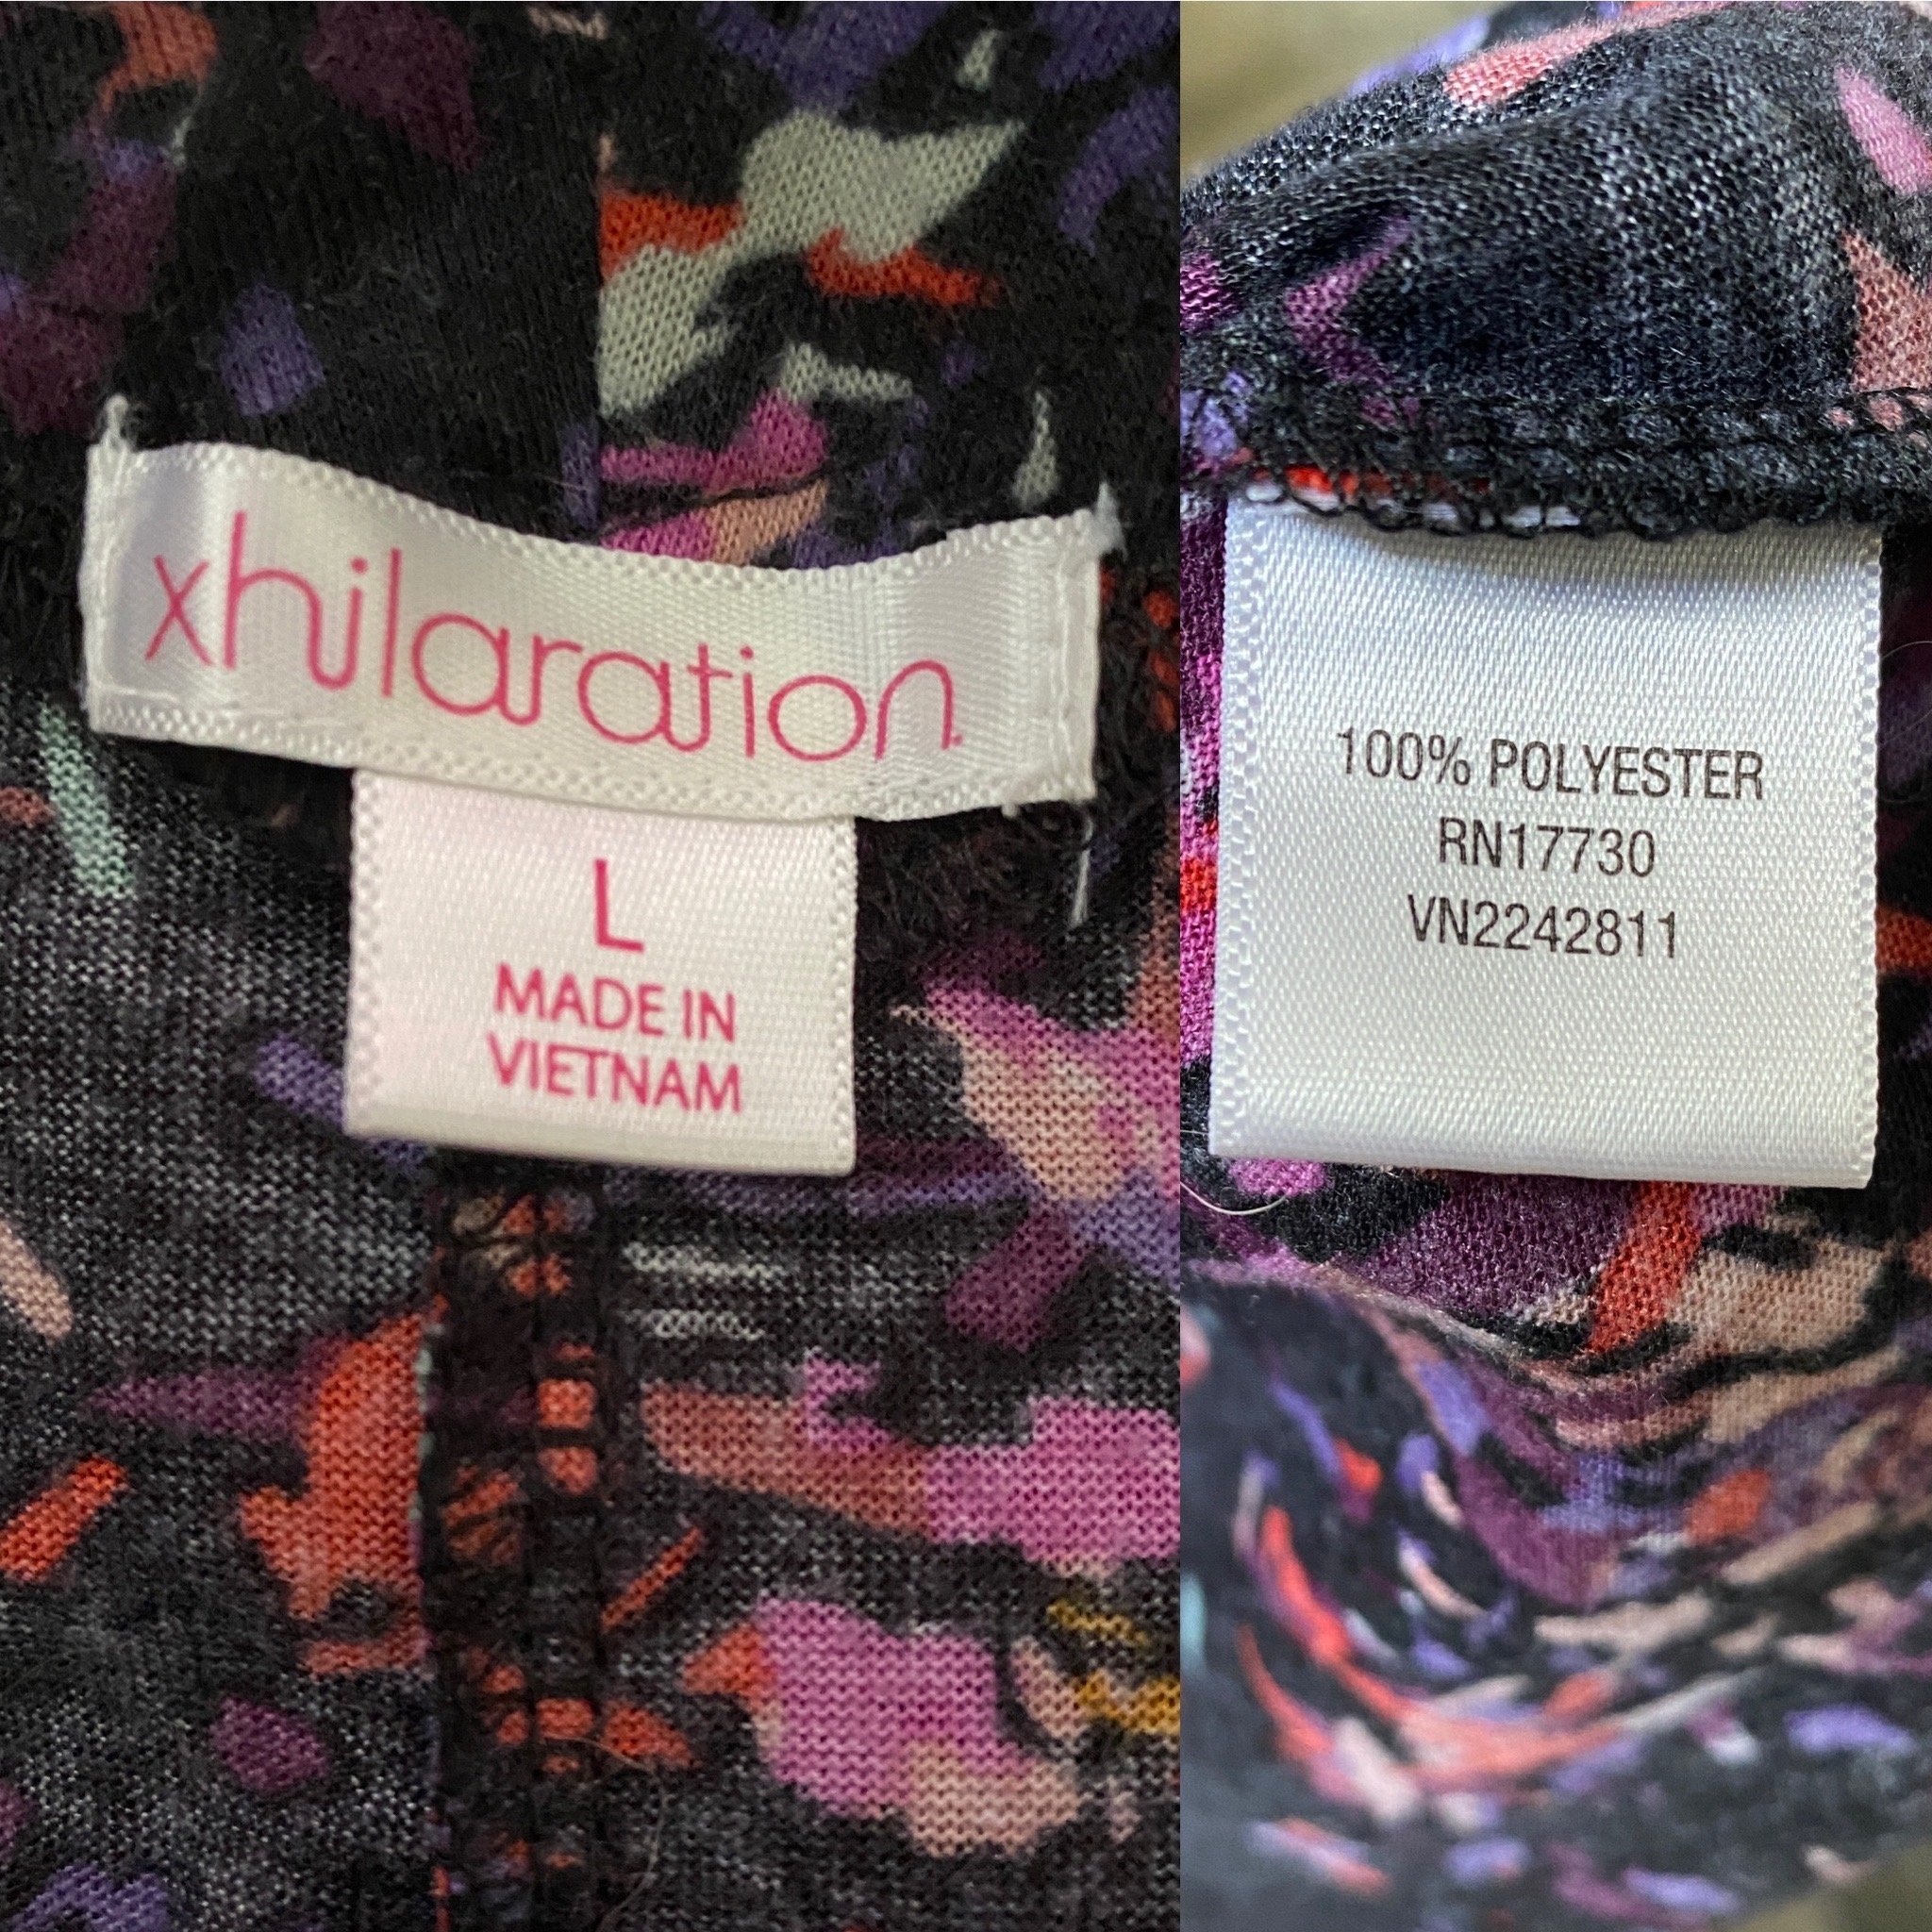 xhilaration
L
MADE IN
VIETNAM
100% POLYESTER
RN17730
VN2242811